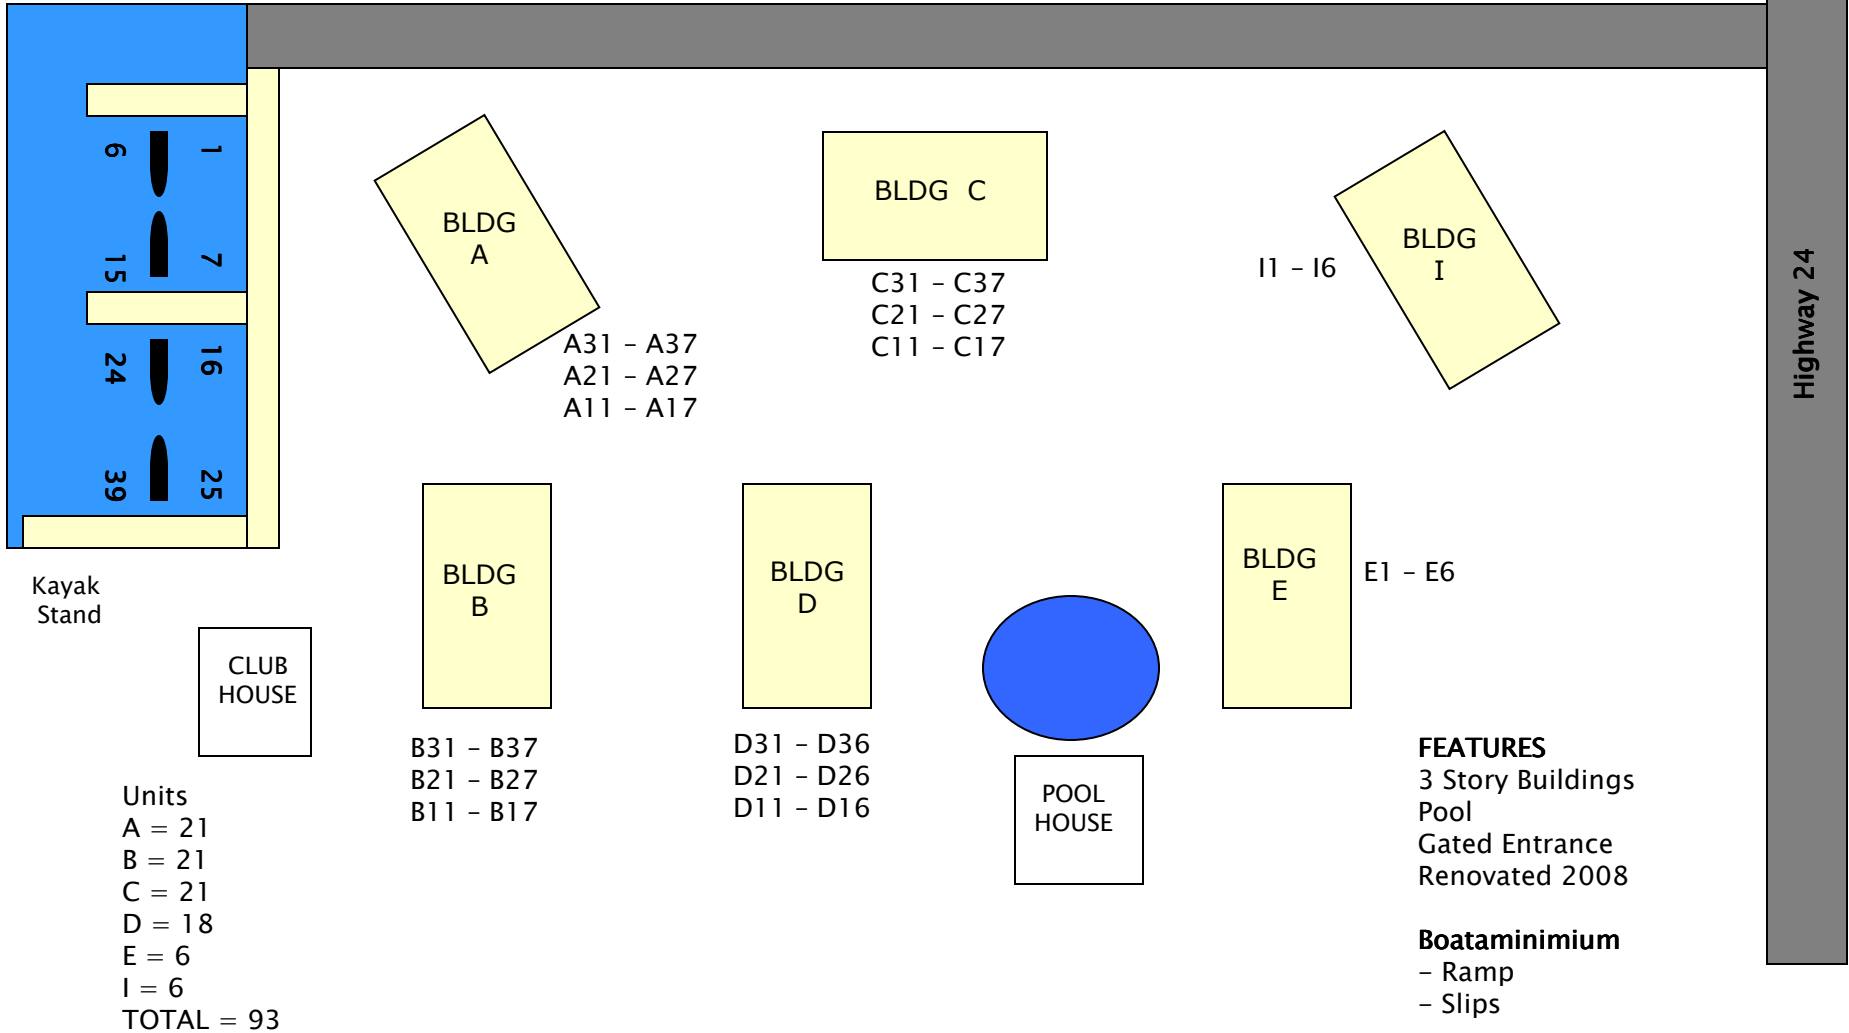 1
6
7
15
16
24
25
39
Kayak
Stand
CLUB
HOUSE
BLDG
A
A31 – A37
A21 – A27
A11 – A17
BLDG C
C31 – C37
C21 – C27
C11 – C17
BLDG
I
I1 – I6
Highway 24
BLDG
B
B31 – B37
B21 – B27
B11 – B17
BLDG
D
D31 – D36
D21 – D26
D11 – D16
BLDG
E
E1 – E6
POOL
HOUSE
Units
A = 21
B = 21
C = 21
D = 18
E = 6
I = 6
TOTAL = 93
FEATURES
3 Story Buildings
Pool
Gated Entrance
Renovated 2008
Boataminimium
– Ramp
– Slips